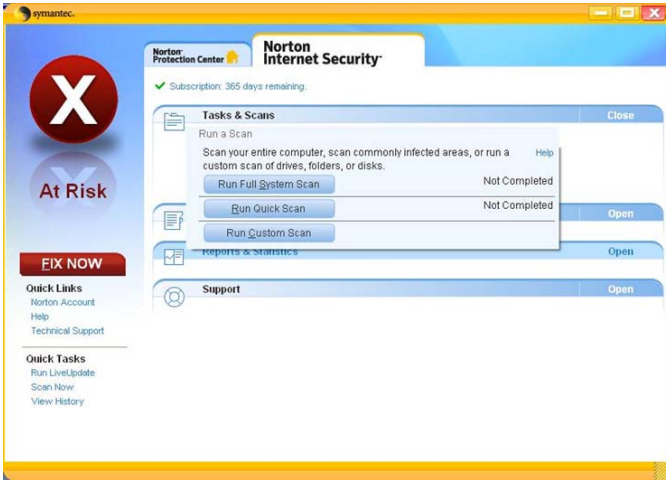 symantec.
Norton
Protection Center
Norton
Internet Security
Subscription: 365 days remaining.
X
At Risk
FIX NOW
Quick Links
Norton Account
Help
Technical Support
Quick Tasks
Run LiveUpdate
Scan Now
View History
Tasks & Scans Close
Run a Scan
Scan your entire computer, scan commonly infected areas, or run a Help
custom scan of drives, folders, or disks.
Run Full System Scan Not Completed
Run Quick Scan Not Completed
Run Custom Scan
Open
Reports & Statistics Open
Support Open